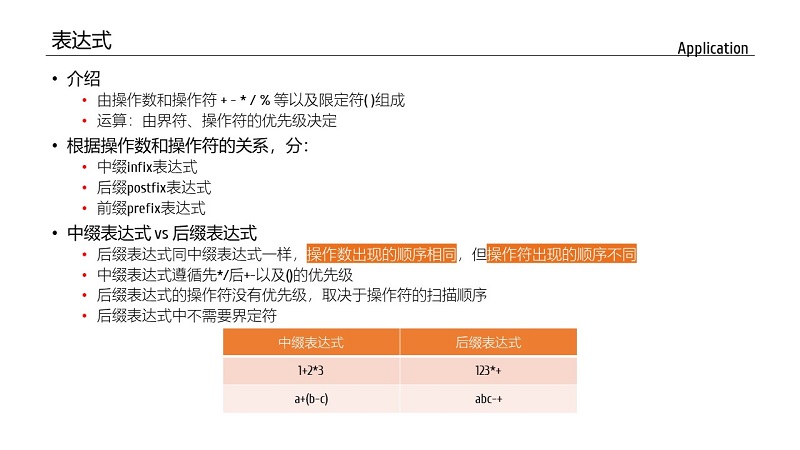 表达式
Application
• 介绍
• 由操作数和操作符 + - * / % 等以及限定符( )组成
• 运算：由界符、操作符的优先级决定
• 根据操作数和操作符的关系，分：
• 中缀infix表达式
• 后缀postfix表达式
• 前缀prefix表达式
• 中缀表达式 vs 后缀表达式
• 后缀表达式同中缀表达式一样，操作数出现的顺序相同，但操作符出现的顺序不同
• 中缀表达式遵循先*/后+-以及()的优先级
• 后缀表达式的操作符没有优先级，取决于操作符的扫描顺序
• 后缀表达式中不需要界定符
中缀表达式 后缀表达式
1+2*3 123*+
a+(b-c) abc-+